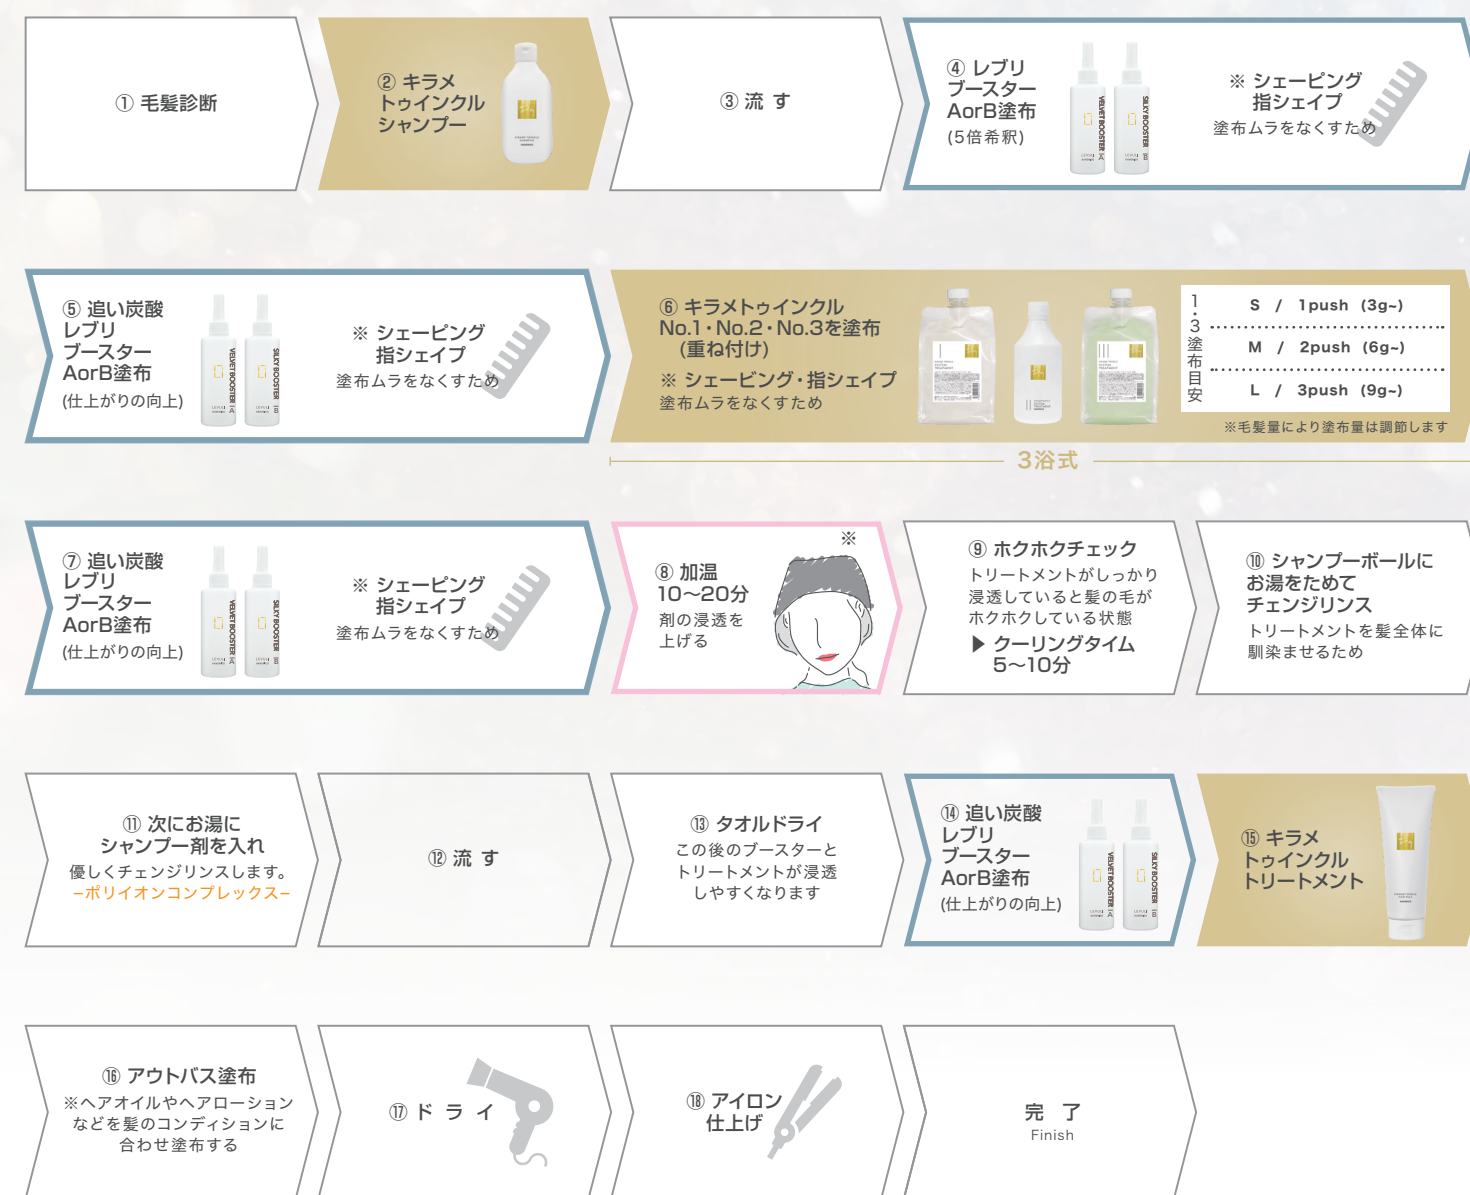 ① 毛髪診断
② キラメ
トゥインクル
シャンプー
③ 流 す
④ レブリ
ブースター
AorB塗布
(5倍希釈)
VELVET BOOSTER
SILKY BOOSTER
※ シェーピング
指シェイプ
塗布ムラをなくすため
⑤ 追い炭酸
レブリ
ブースター
AorB塗布
(仕上がりの向上)
VELVET BOOSTER
SILKY BOOSTER
※ シェーピング
指シェイプ
塗布ムラをなくすため
⑥ キラメトゥインクル
No.1・No.2・No.3を塗布
(重ね付け)
※ シェービング・指シェイプ
塗布ムラをなくすため
1・3塗布目安
S / 1push (3g~)
M / 2push (6g~)
L / 3push (9g~)
※毛髪量により塗布量は調節します
3浴式
⑦ 追い炭酸
レブリ
ブースター
AorB塗布
(仕上がりの向上)
VELVET BOOSTER
SILKY BOOSTER
※ シェーピング
指シェイプ
塗布ムラをなくすため
⑧ 加温
10〜20分
剤の浸透を
上げる
※
⑨ ホクホクチェック
トリートメントがしっかり
浸透していると髪の毛が
ホクホクしている状態
▶ クーリングタイム
5〜10分
⑩ シャンプーボールに
お湯をためて
チェンジリンス
トリートメントを髪全体に
馴染ませるため
⑪ 次にお湯に
シャンプー剤を入れ
優しくチェンジリンスします。
−ポリイオンコンプレックス−
⑫ 流 す
⑬ タオルドライ
この後のブースターと
トリートメントが浸透
しやすくなります
⑭ 追い炭酸
レブリ
ブースター
AorB塗布
(仕上がりの向上)
VELVET BOOSTER
SILKY BOOSTER
⑮ キラメ
トゥインクル
トリートメント
⑯ アウトバス塗布
※ヘアオイルやヘアローション
などを髪のコンディションに
合わせ塗布する
⑰ ド ラ イ
⑱ アイロン
仕上げ
完 了
Finish